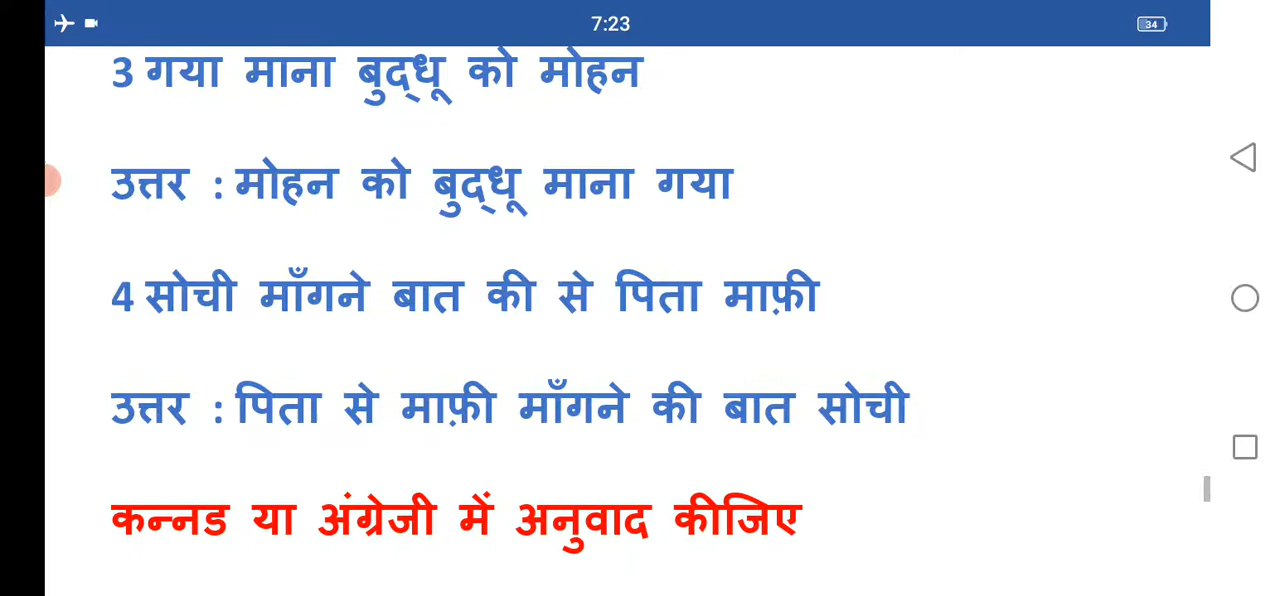 7:23
34
3 गया माना बुद्धू को मोहन
उत्तर : मोहन को बुद्धू माना गया
4 सोची माँगने बात की से पिता माफ़ी
उत्तर : पिता से माफ़ी माँगने की बात सोची
कन्नड या अंग्रेजी में अनुवाद कीजिए